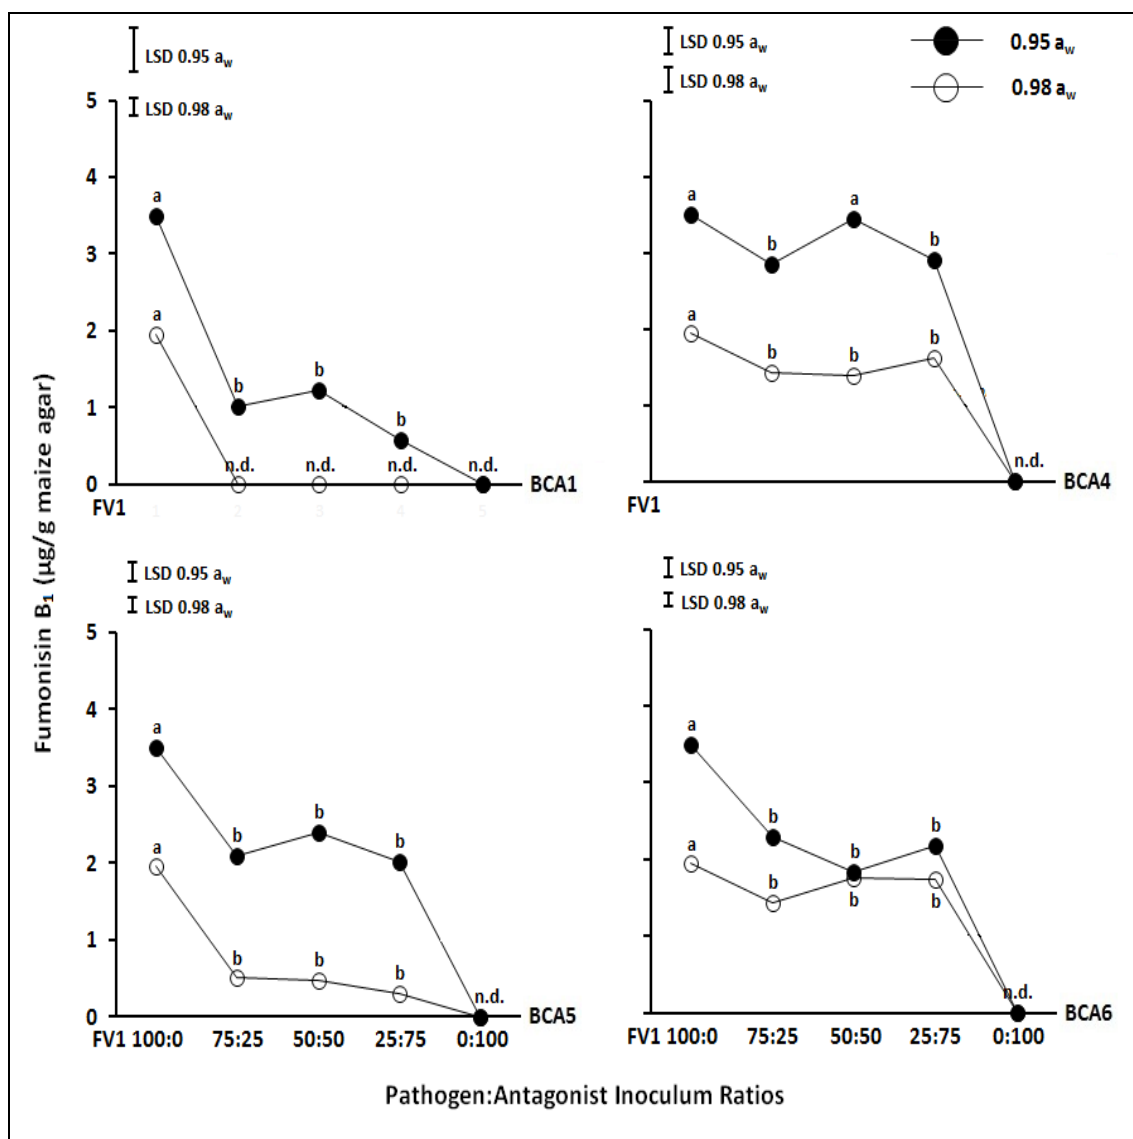 LSD 0.95 aw
LSD 0.98 aw
LSD 0.95 aw
LSD 0.98 aw
0.95 aw
0.98 aw
Fumonisin B1 (µg/g maize agar)
5
4
3
2
1
0
a
b
b
b
a
n.d.
n.d.
n.d.
n.d.
BCA1
FV1
1
2
3
4
5
a
b
a
b
a
b
b
b
n.d.
BCA4
FV1
LSD 0.95 aw
LSD 0.98 aw
5
4
3
2
1
0
a
b
b
b
a
b
b
b
n.d.
BCA5
FV1 100:0 75:25 50:50 25:75 0:100
LSD 0.95 aw
LSD 0.98 aw
a
b
b
b
a
b
b
b
n.d.
BCA6
FV1 100:0 75:25 50:50 25:75 0:100
Pathogen:Antagonist Inoculum Ratios